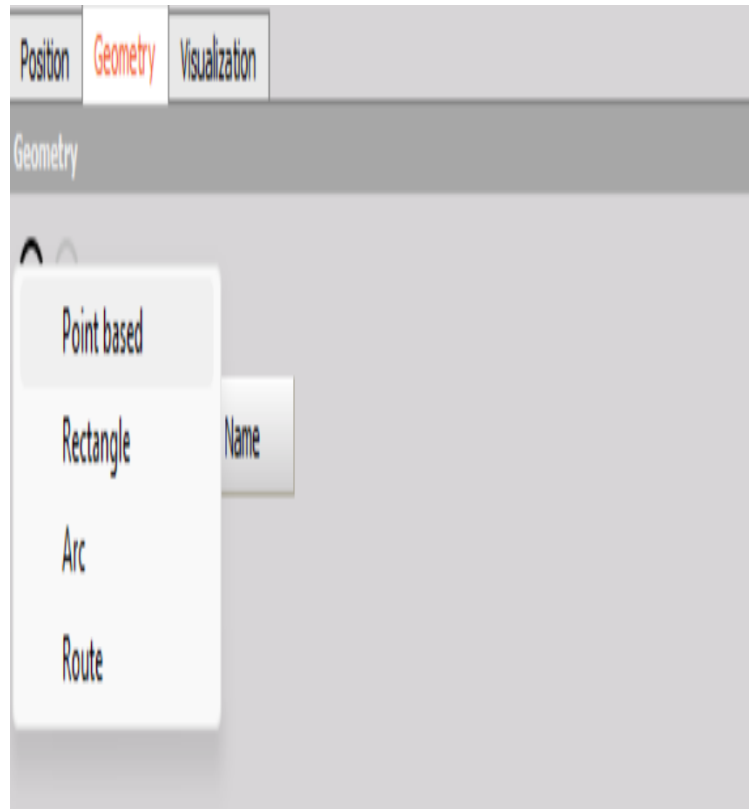 Position Geometry Visualization
Geometry
Point based
Rectangle Name
Arc
Route